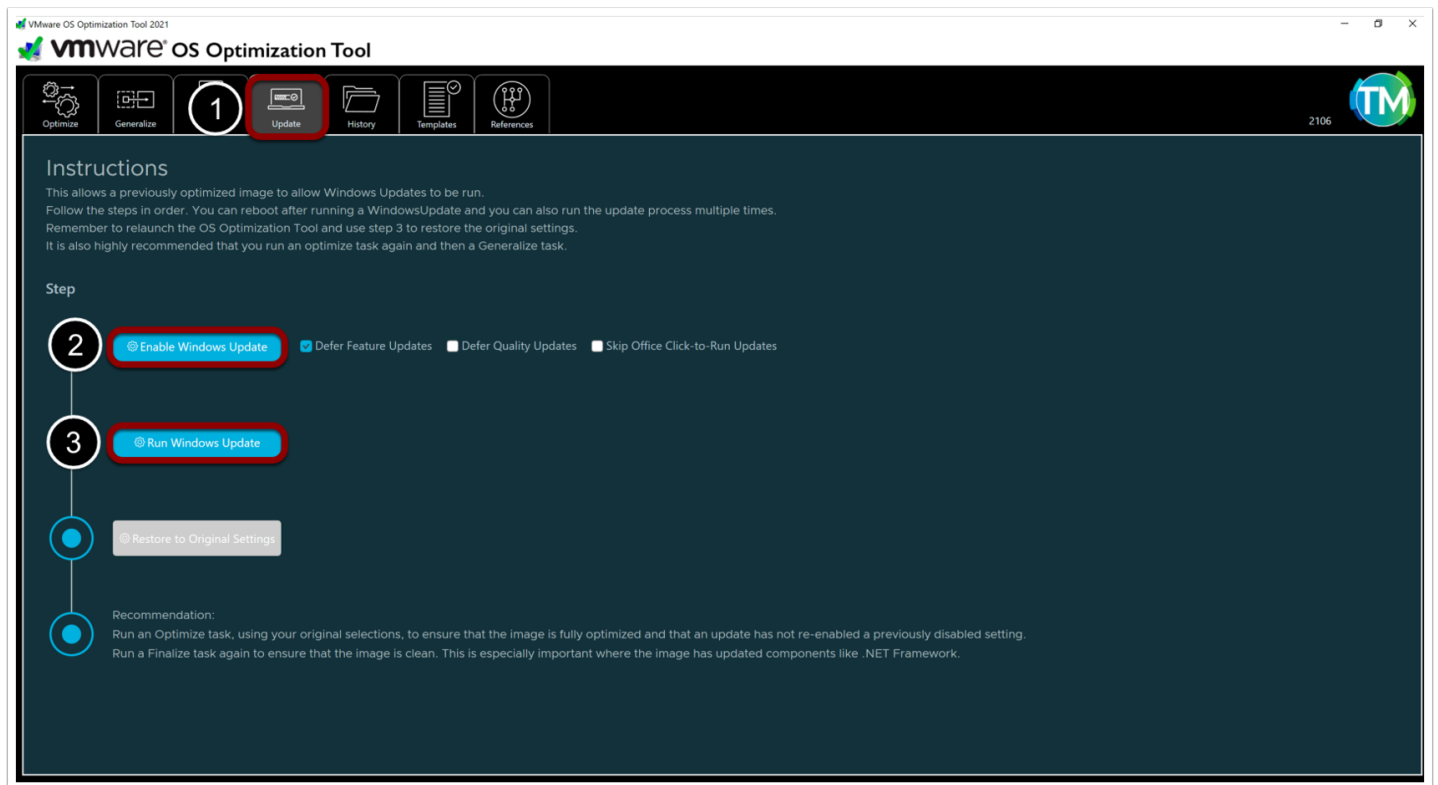 VMware OS Optimization Tool 2021
vmware® OS Optimization Tool
Optimize Generalize 1 Update History Templates References
2106 TM
Instructions
This allows a previously optimized image to allow Windows Updates to be run.
Follow the steps in order. You can reboot after running a WindowsUpdate and you can also run the update process multiple times.
Remember to relaunch the OS Optimization Tool and use step 3 to restore the original settings.
It is also highly recommended that you run an optimize task again and then a Generalize task.
Step
2 Enable Windows Update Defer Feature Updates Defer Quality Updates Skip Office Click-to-Run Updates
3 Run Windows Update
Restore to Original Settings
Recommendation:
Run an Optimize task, using your original selections, to ensure that the image is fully optimized and that an update has not re-enabled a previously disabled setting.
Run a Finalize task again to ensure that the image is clean. This is especially important where the image has updated components like .NET Framework.